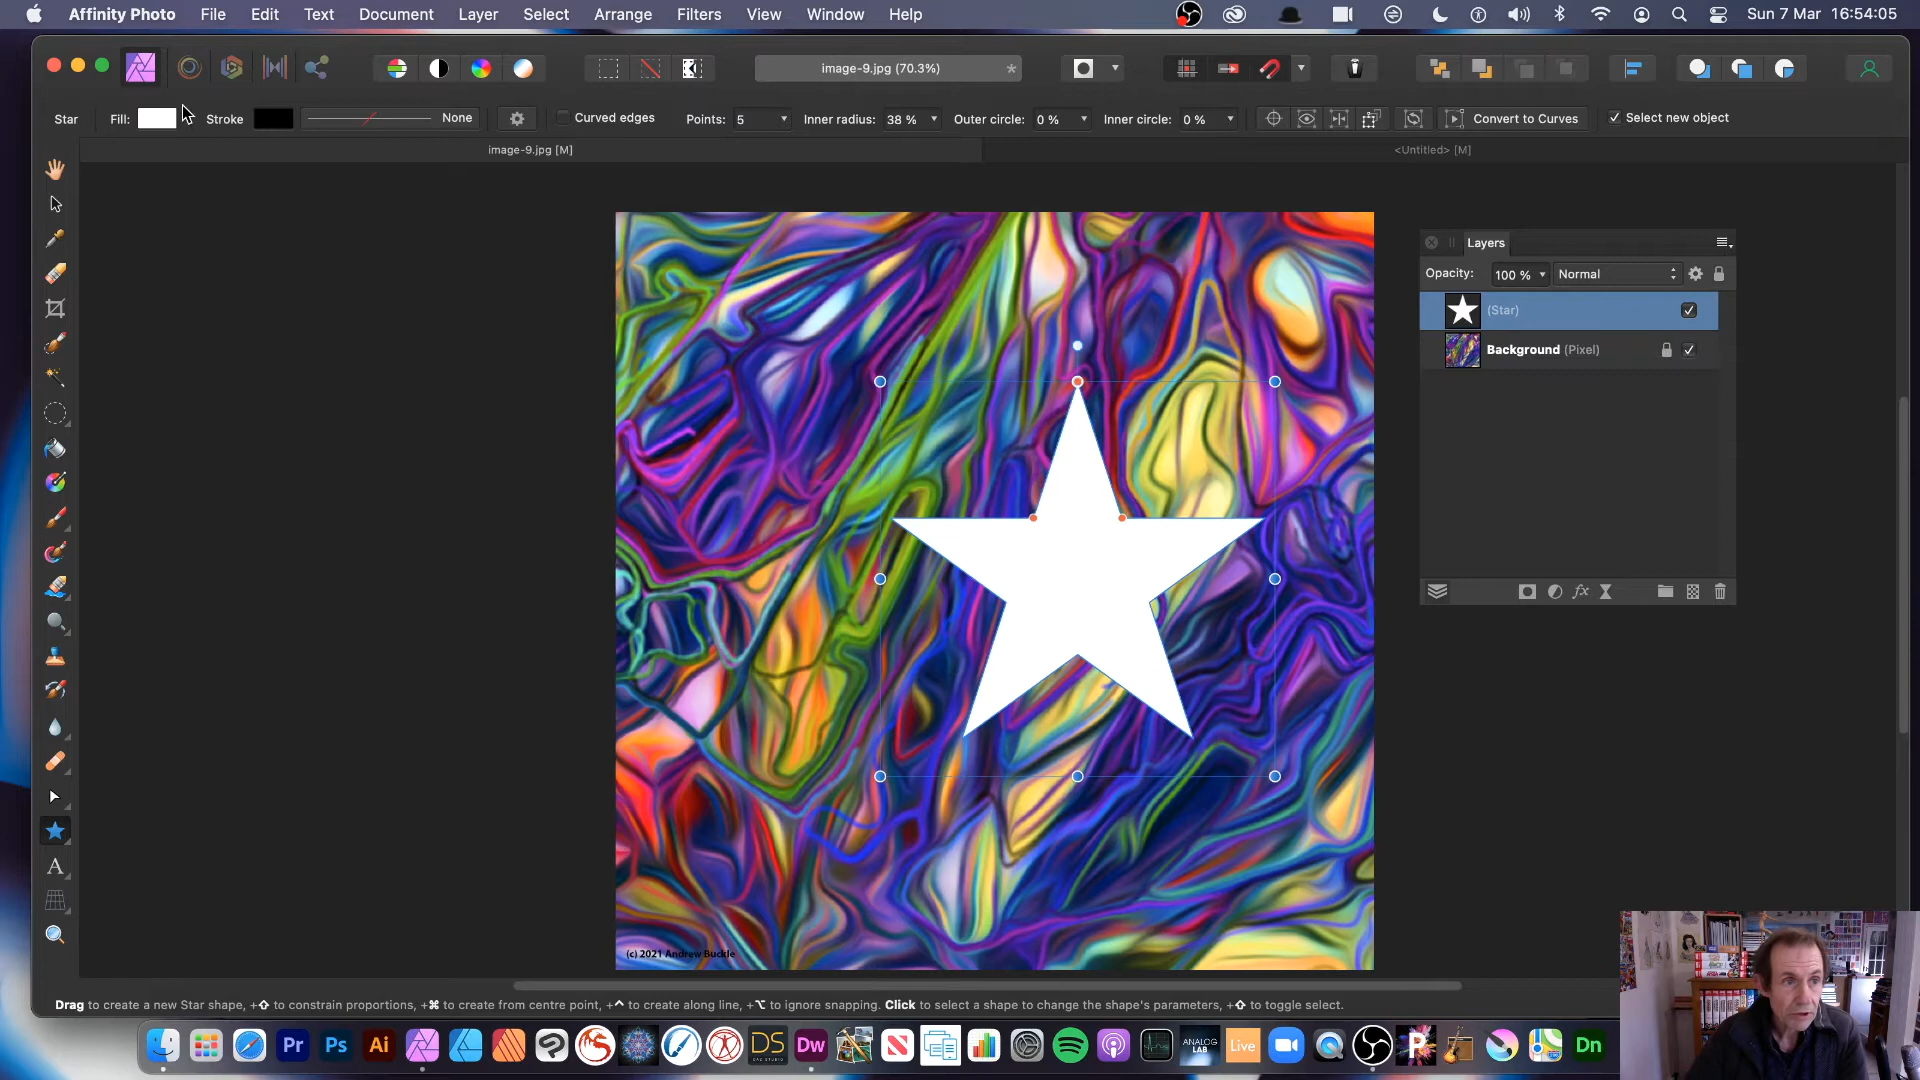 Affinity Photo File Edit Text Document Layer Select Arrange Filters View Window Help Sun 7 Mar 16:54:05
image-9.jpg (70.3%) *
Star Fill: Stroke None Curved edges Points: 5 Inner radius: 38 % Outer circle: 0 % Inner circle: 0 % Convert to Curves Select new object
image-9.jpg [M] <Untitled> [M]
Layers
Opacity: 100 % Normal
(Star)
Background (Pixel)
fx
A
(c) 2021 Andrew Buckle
Drag to create a new Star shape, +⇧ to constrain proportions, +⌘ to create from centre point, +^ to create along line, +⌥ to ignore snapping. Click to select a shape to change the shape's parameters, +⇧ to toggle select.
Pr Ps Ai DS Dw N ANALOG LAB Live P Dn